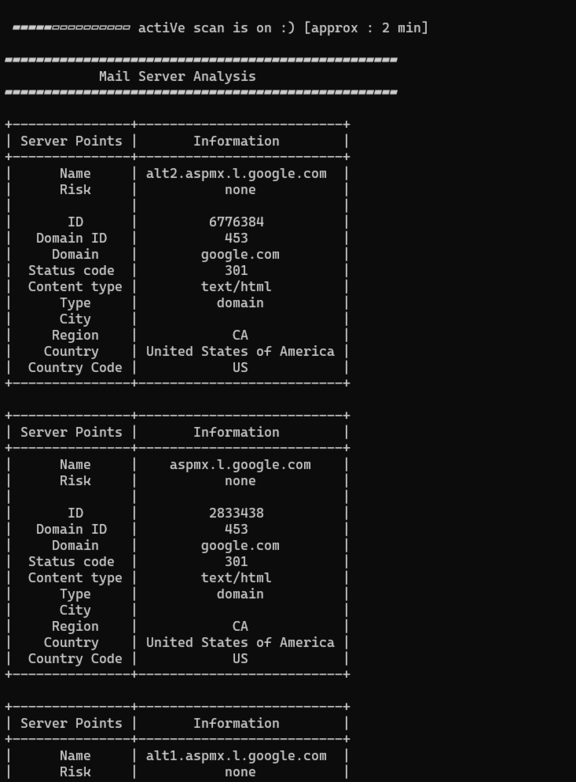 ▰▰▰▰▰▱▱▱▱▱▱▱▱▱▱ actiVe scan is on :) [approx : 2 min]
Mail Server Analysis
Server Points | Information
Name | alt2.aspmx.l.google.com
Risk | none
ID | 6776384
Domain ID | 453
Domain | google.com
Status code | 301
Content type | text/html
Type | domain
City |
Region | CA
Country | United States of America
Country Code | US
Server Points | Information
Name | aspmx.l.google.com
Risk | none
ID | 2833438
Domain ID | 453
Domain | google.com
Status code | 301
Content type | text/html
Type | domain
City |
Region | CA
Country | United States of America
Country Code | US
Server Points | Information
Name | alt1.aspmx.l.google.com
Risk | none